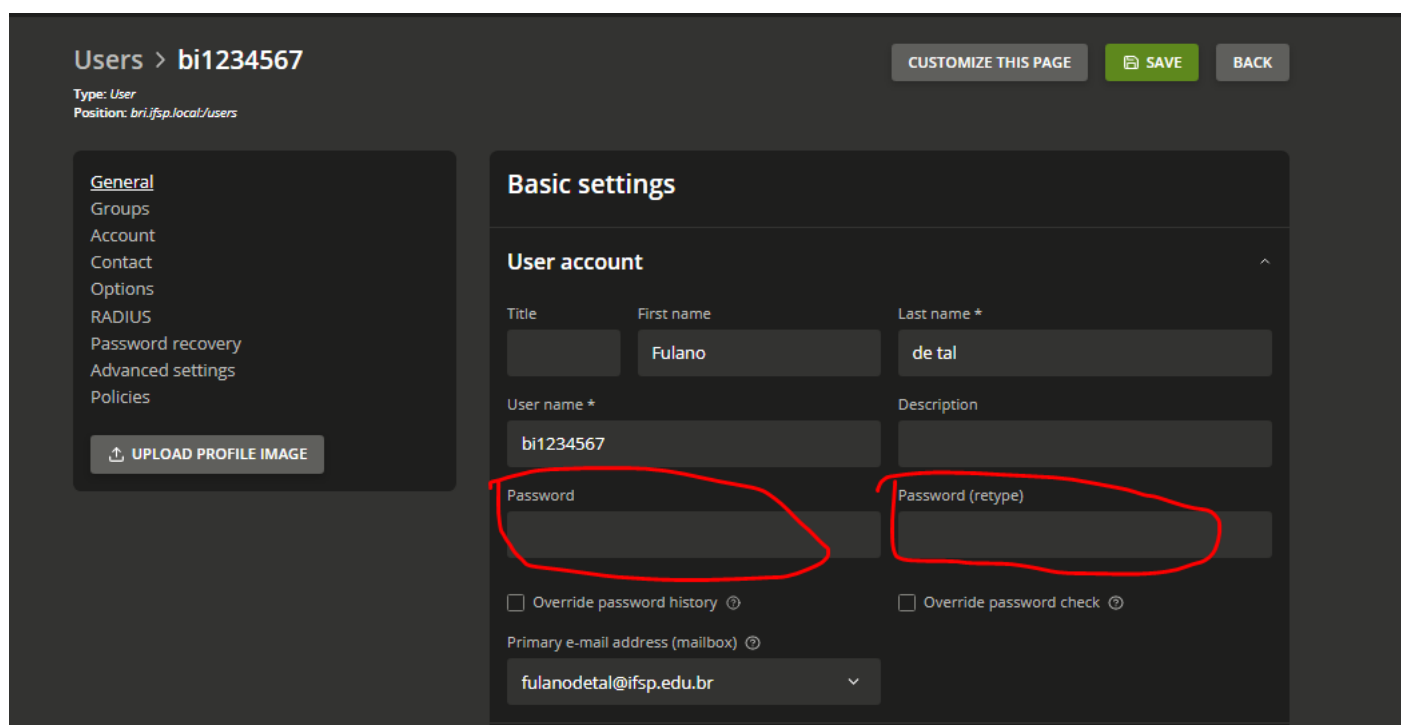 Users > bi1234567
CUSTOMIZE THIS PAGE
SAVE
BACK
Type: User
Position: bri.ifsp.local:/users
General
Groups
Account
Contact
Options
RADIUS
Password recovery
Advanced settings
Policies
UPLOAD PROFILE IMAGE
Basic settings
User account
Title
First name
Last name *
Fulano
de tal
User name *
Description
bi1234567
Password
Password (retype)
Override password history
Override password check
Primary e-mail address (mailbox)
fulanodetal@ifsp.edu.br